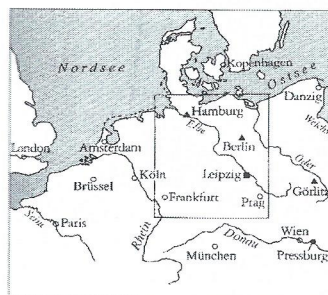 Nordsee
Kopenhagen
Ostsee
Danzig
Hamburg
Elbe
Berlin
London
Amsterdam
Oder
Brüssel
Köln
Leipzig
Görlitz
Frankfurt
Prag
Seine
Paris
Rhein
Donau
Wien
München
Pressburg